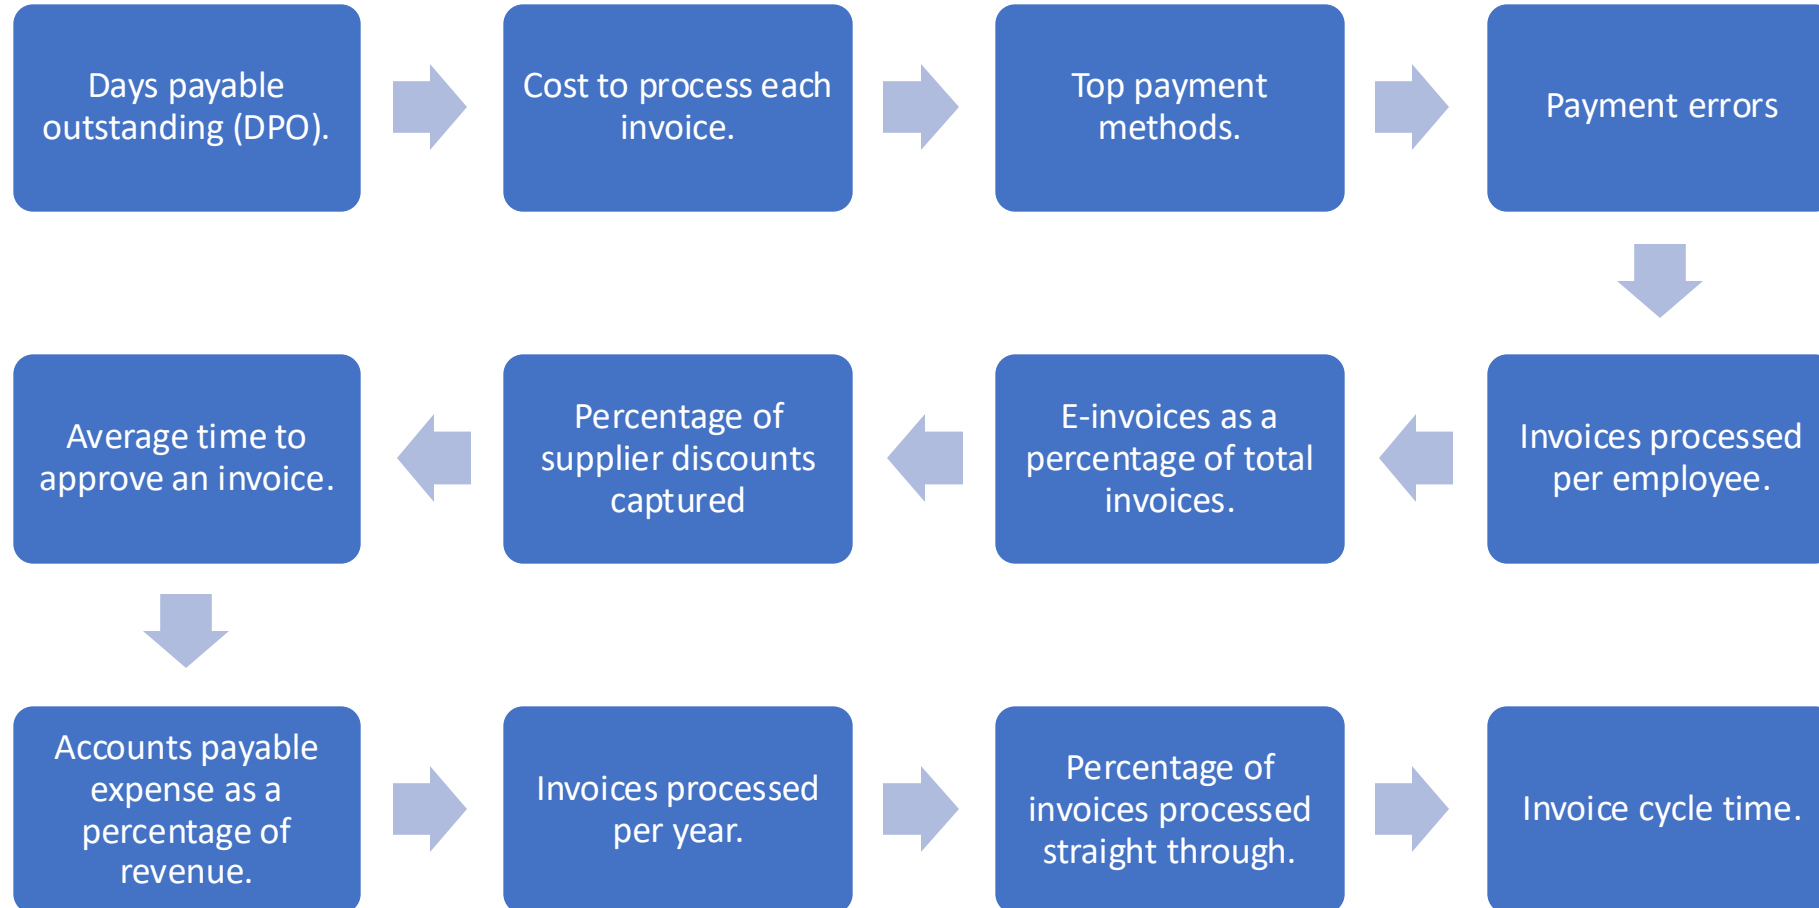 Days payable
outstanding (DPO).
Cost to process each
invoice.
Top payment
methods.
Payment errors
Invoices processed
per employee.
E-invoices as a
percentage of total
invoices.
Percentage of
supplier discounts
captured
Average time to
approve an invoice.
Accounts payable
expense as a
percentage of
revenue.
Invoices processed
per year.
Percentage of
invoices processed
straight through.
Invoice cycle time.